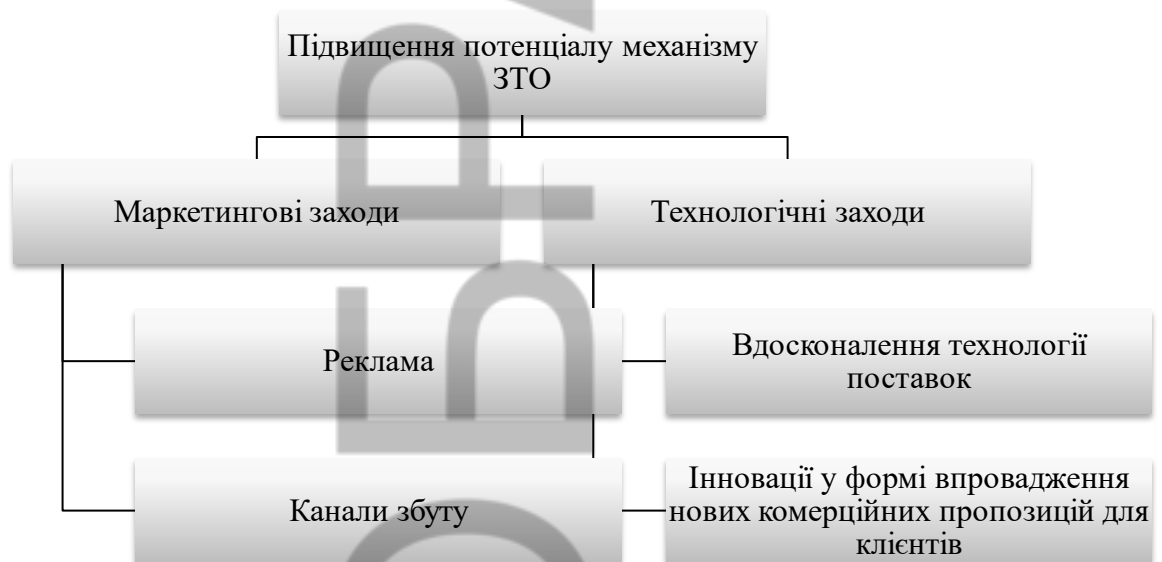 Підвищення потенціалу механізму
ЗТО
Маркетингові заходи
Технологічні заходи
Реклама
Вдосконалення технології
поставок
Канали збуту
Інновації у формі впровадження
нових комерційних пропозицій для
клієнтів